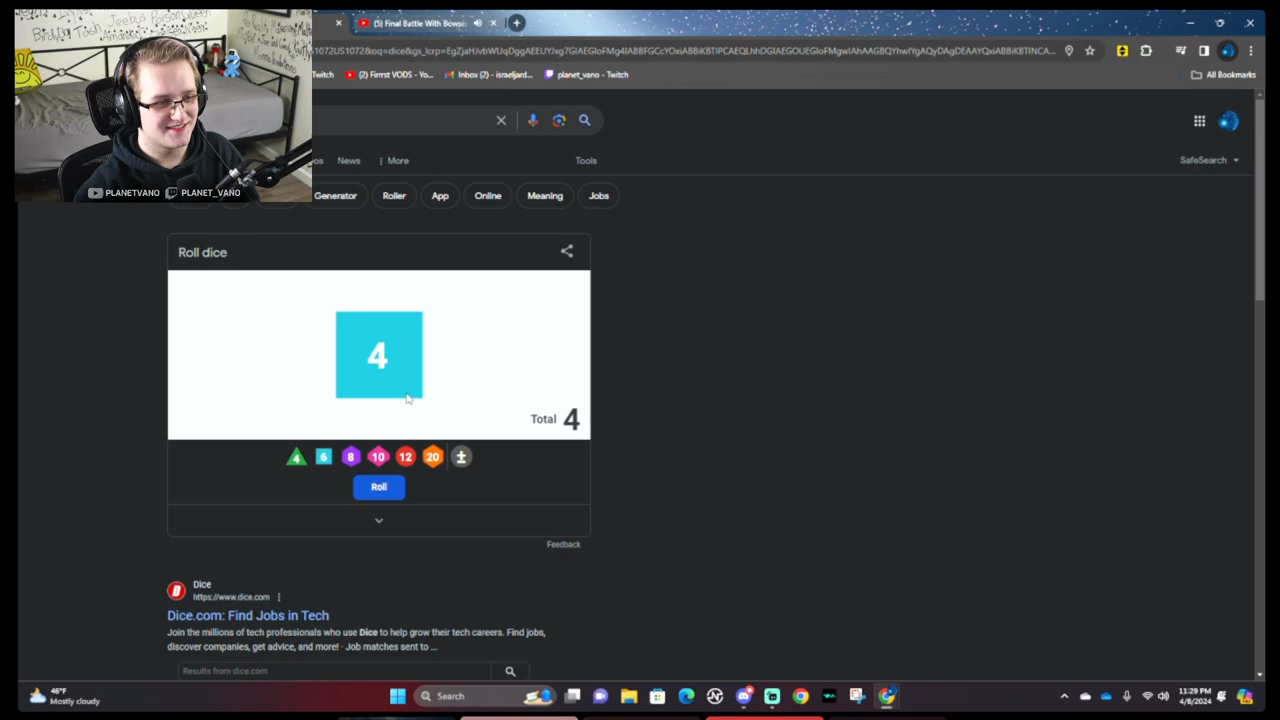 (5) Final Battle With Bows
Twitch
(2) Firrrst VODS - Yo...
Inbox (2) - israeljard...
planet_vano - Twitch
All Bookmarks
PLANETVANO PLANET_VANO
News
More
Tools
SafeSearch
Generator
Roller
App
Online
Meaning
Jobs
Roll dice
4
Total 4
4 6 8 10 12 20 ±
Roll
Feedback
Dice
https://www.dice.com
Dice.com: Find Jobs in Tech
Join the millions of tech professionals who use Dice to help grow their tech careers. Find jobs,
discover companies, get advice, and more! · Job matches sent to ...
Results from dice.com
46°F
Mostly cloudy
Search
11:29 PM
4/8/2024